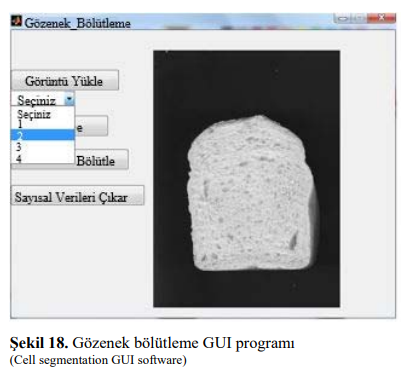 Gözenek_Bölütleme
Görüntü Yükle
Seçiniz
Seçiniz
1
2
3
4
e
Bölütle
Sayısal Verileri Çıkar
Şekil 18. Gözenek bölütleme GUI programı
(Cell segmentation GUI software)